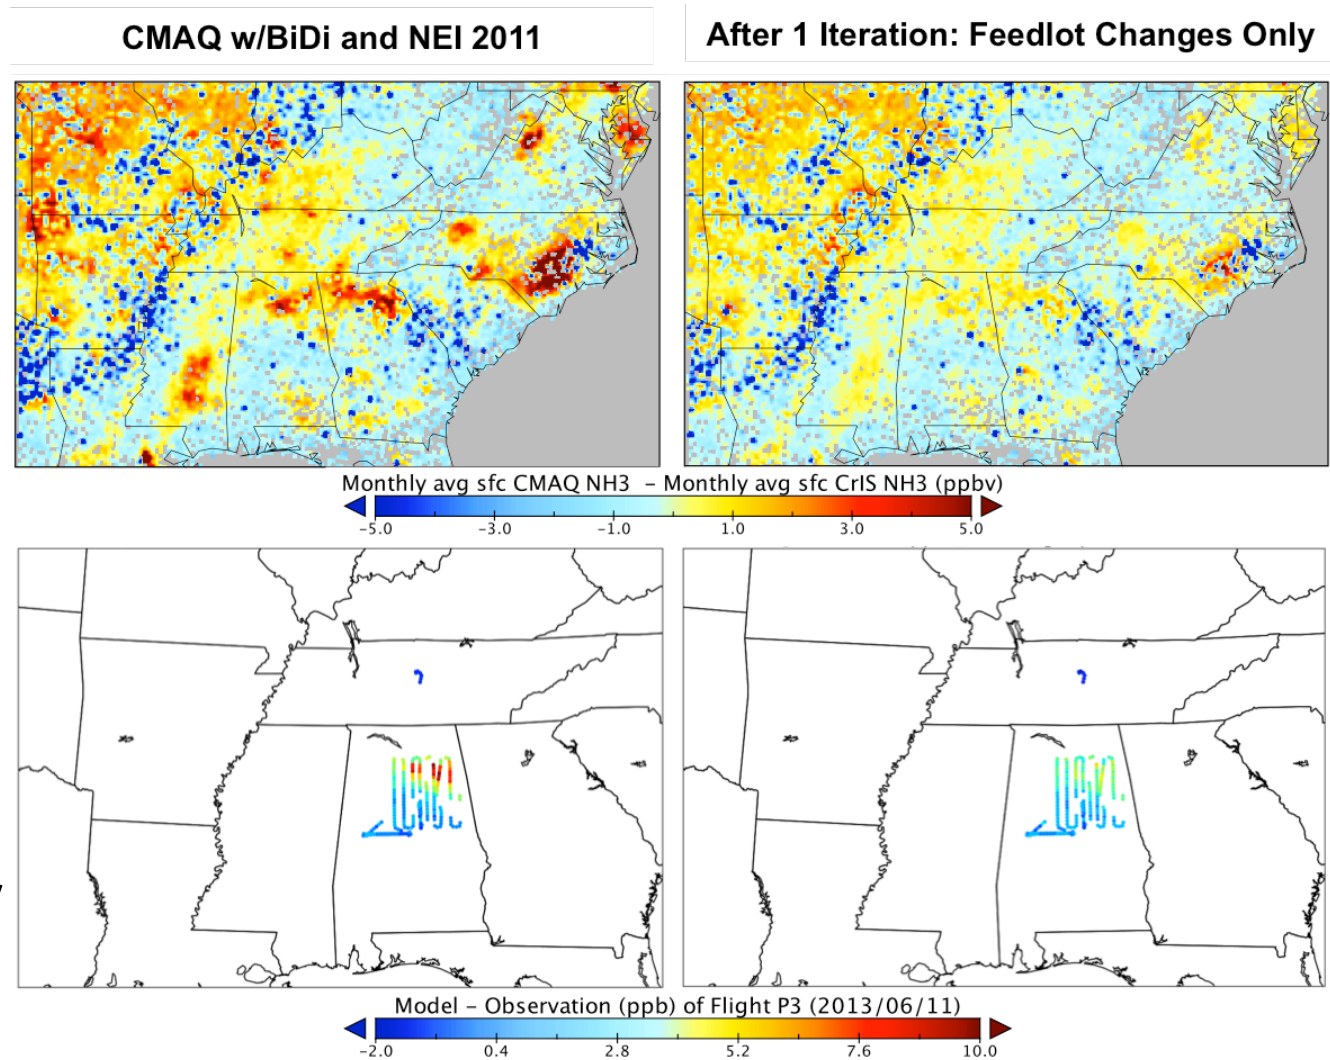 CMAQ w/BiDi and NEI 2011
After 1 Iteration: Feedlot Changes Only
Monthly avg sfc CMAQ NH3 – Monthly avg sfc CrIS NH3 (ppbv)
−5.0 −3.0 −1.0 1.0 3.0 5.0
Model – Observation (ppb) of Flight P3 (2013/06/11)
−2.0 0.4 2.8 5.2 7.6 10.0